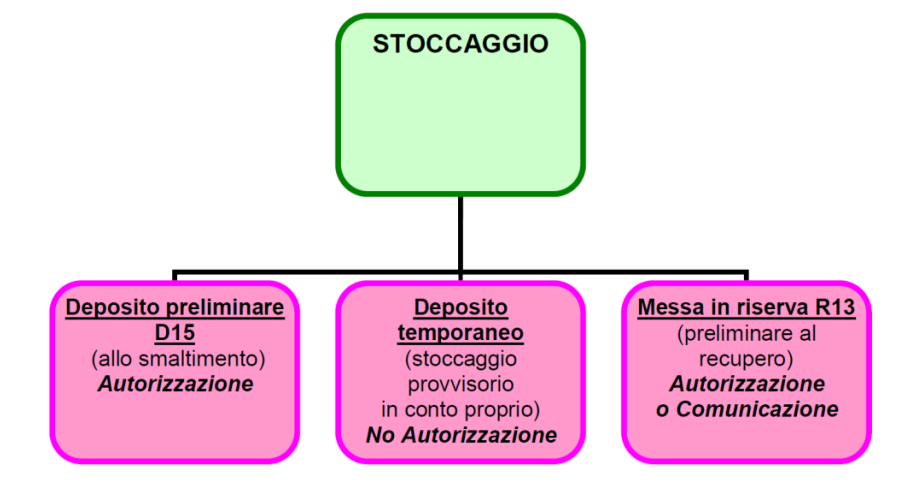 STOCCAGGIO
Deposito preliminare
D15
(allo smaltimento)
Autorizzazione
Deposito
temporaneo
(stoccaggio
provvisorio
in conto proprio)
No Autorizzazione
Messa in riserva R13
(preliminare al
recupero)
Autorizzazione
o Comunicazione